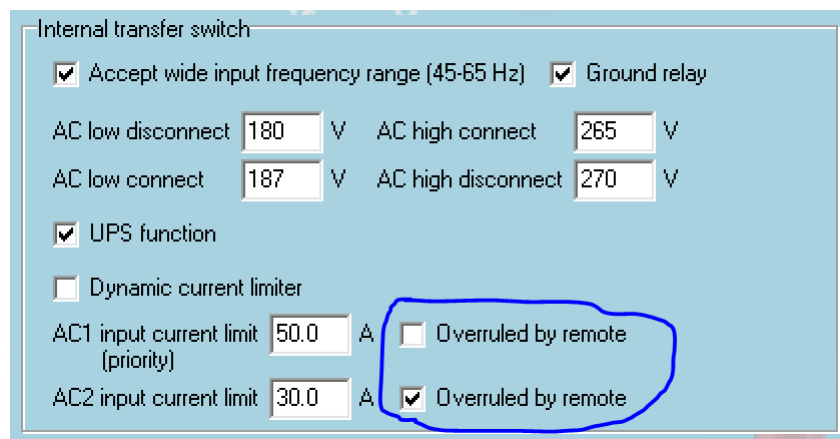 Internal transfer switch
Accept wide input frequency range (45-65 Hz) Ground relay
AC low disconnect 180 V AC high connect 265 V
AC low connect 187 V AC high disconnect 270 V
UPS function
Dynamic current limiter
AC1 input current limit 50.0 A Overruled by remote
(priority)
AC2 input current limit 30.0 A Overruled by remote